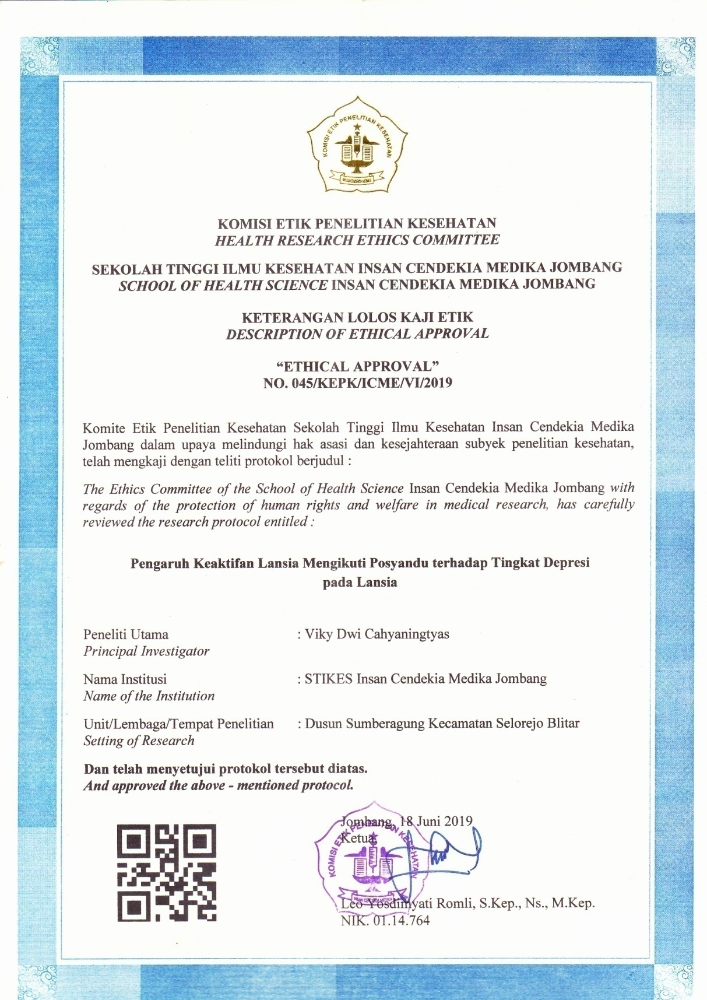 KOMISI ETIK PENELITIAN KESEHATAN
INSAN CENDEKIA MEDIKA
KOMISI ETIK PENELITIAN KESEHATAN
HEALTH RESEARCH ETHICS COMMITTEE
SEKOLAH TINGGI ILMU KESEHATAN INSAN CENDEKIA MEDIKA JOMBANG
SCHOOL OF HEALTH SCIENCE INSAN CENDEKIA MEDIKA JOMBANG
KETERANGAN LOLOS KAJI ETIK
DESCRIPTION OF ETHICAL APPROVAL
“ETHICAL APPROVAL”
NO. 045/KEPK/ICME/VI/2019
Komite Etik Penelitian Kesehatan Sekolah Tinggi Ilmu Kesehatan Insan Cendekia Medika
Jombang dalam upaya melindungi hak asasi dan kesejahteraan subyek penelitian kesehatan,
telah mengkaji dengan teliti protokol berjudul :
The Ethics Committee of the School of Health Science Insan Cendekia Medika Jombang with
regards of the protection of human rights and welfare in medical research, has carefully
reviewed the research protocol entitled :
Pengaruh Keaktifan Lansia Mengikuti Posyandu terhadap Tingkat Depresi
pada Lansia
Peneliti Utama : Viky Dwi Cahyaningtyas
Principal Investigator
Nama Institusi : STIKES Insan Cendekia Medika Jombang
Name of the Institution
Unit/Lembaga/Tempat Penelitian : Dusun Sumberagung Kecamatan Selorejo Blitar
Setting of Research
Dan telah menyetujui protokol tersebut diatas.
And approved the above - mentioned protocol.
Jombang, 18 Juni 2019
Ketua,
KOMISI ETIK PENELITIAN KESEHATAN
INSAN CENDEKIA MEDIKA
Leo Yosdimyati Romli, S.Kep., Ns., M.Kep.
NIK. 01.14.764